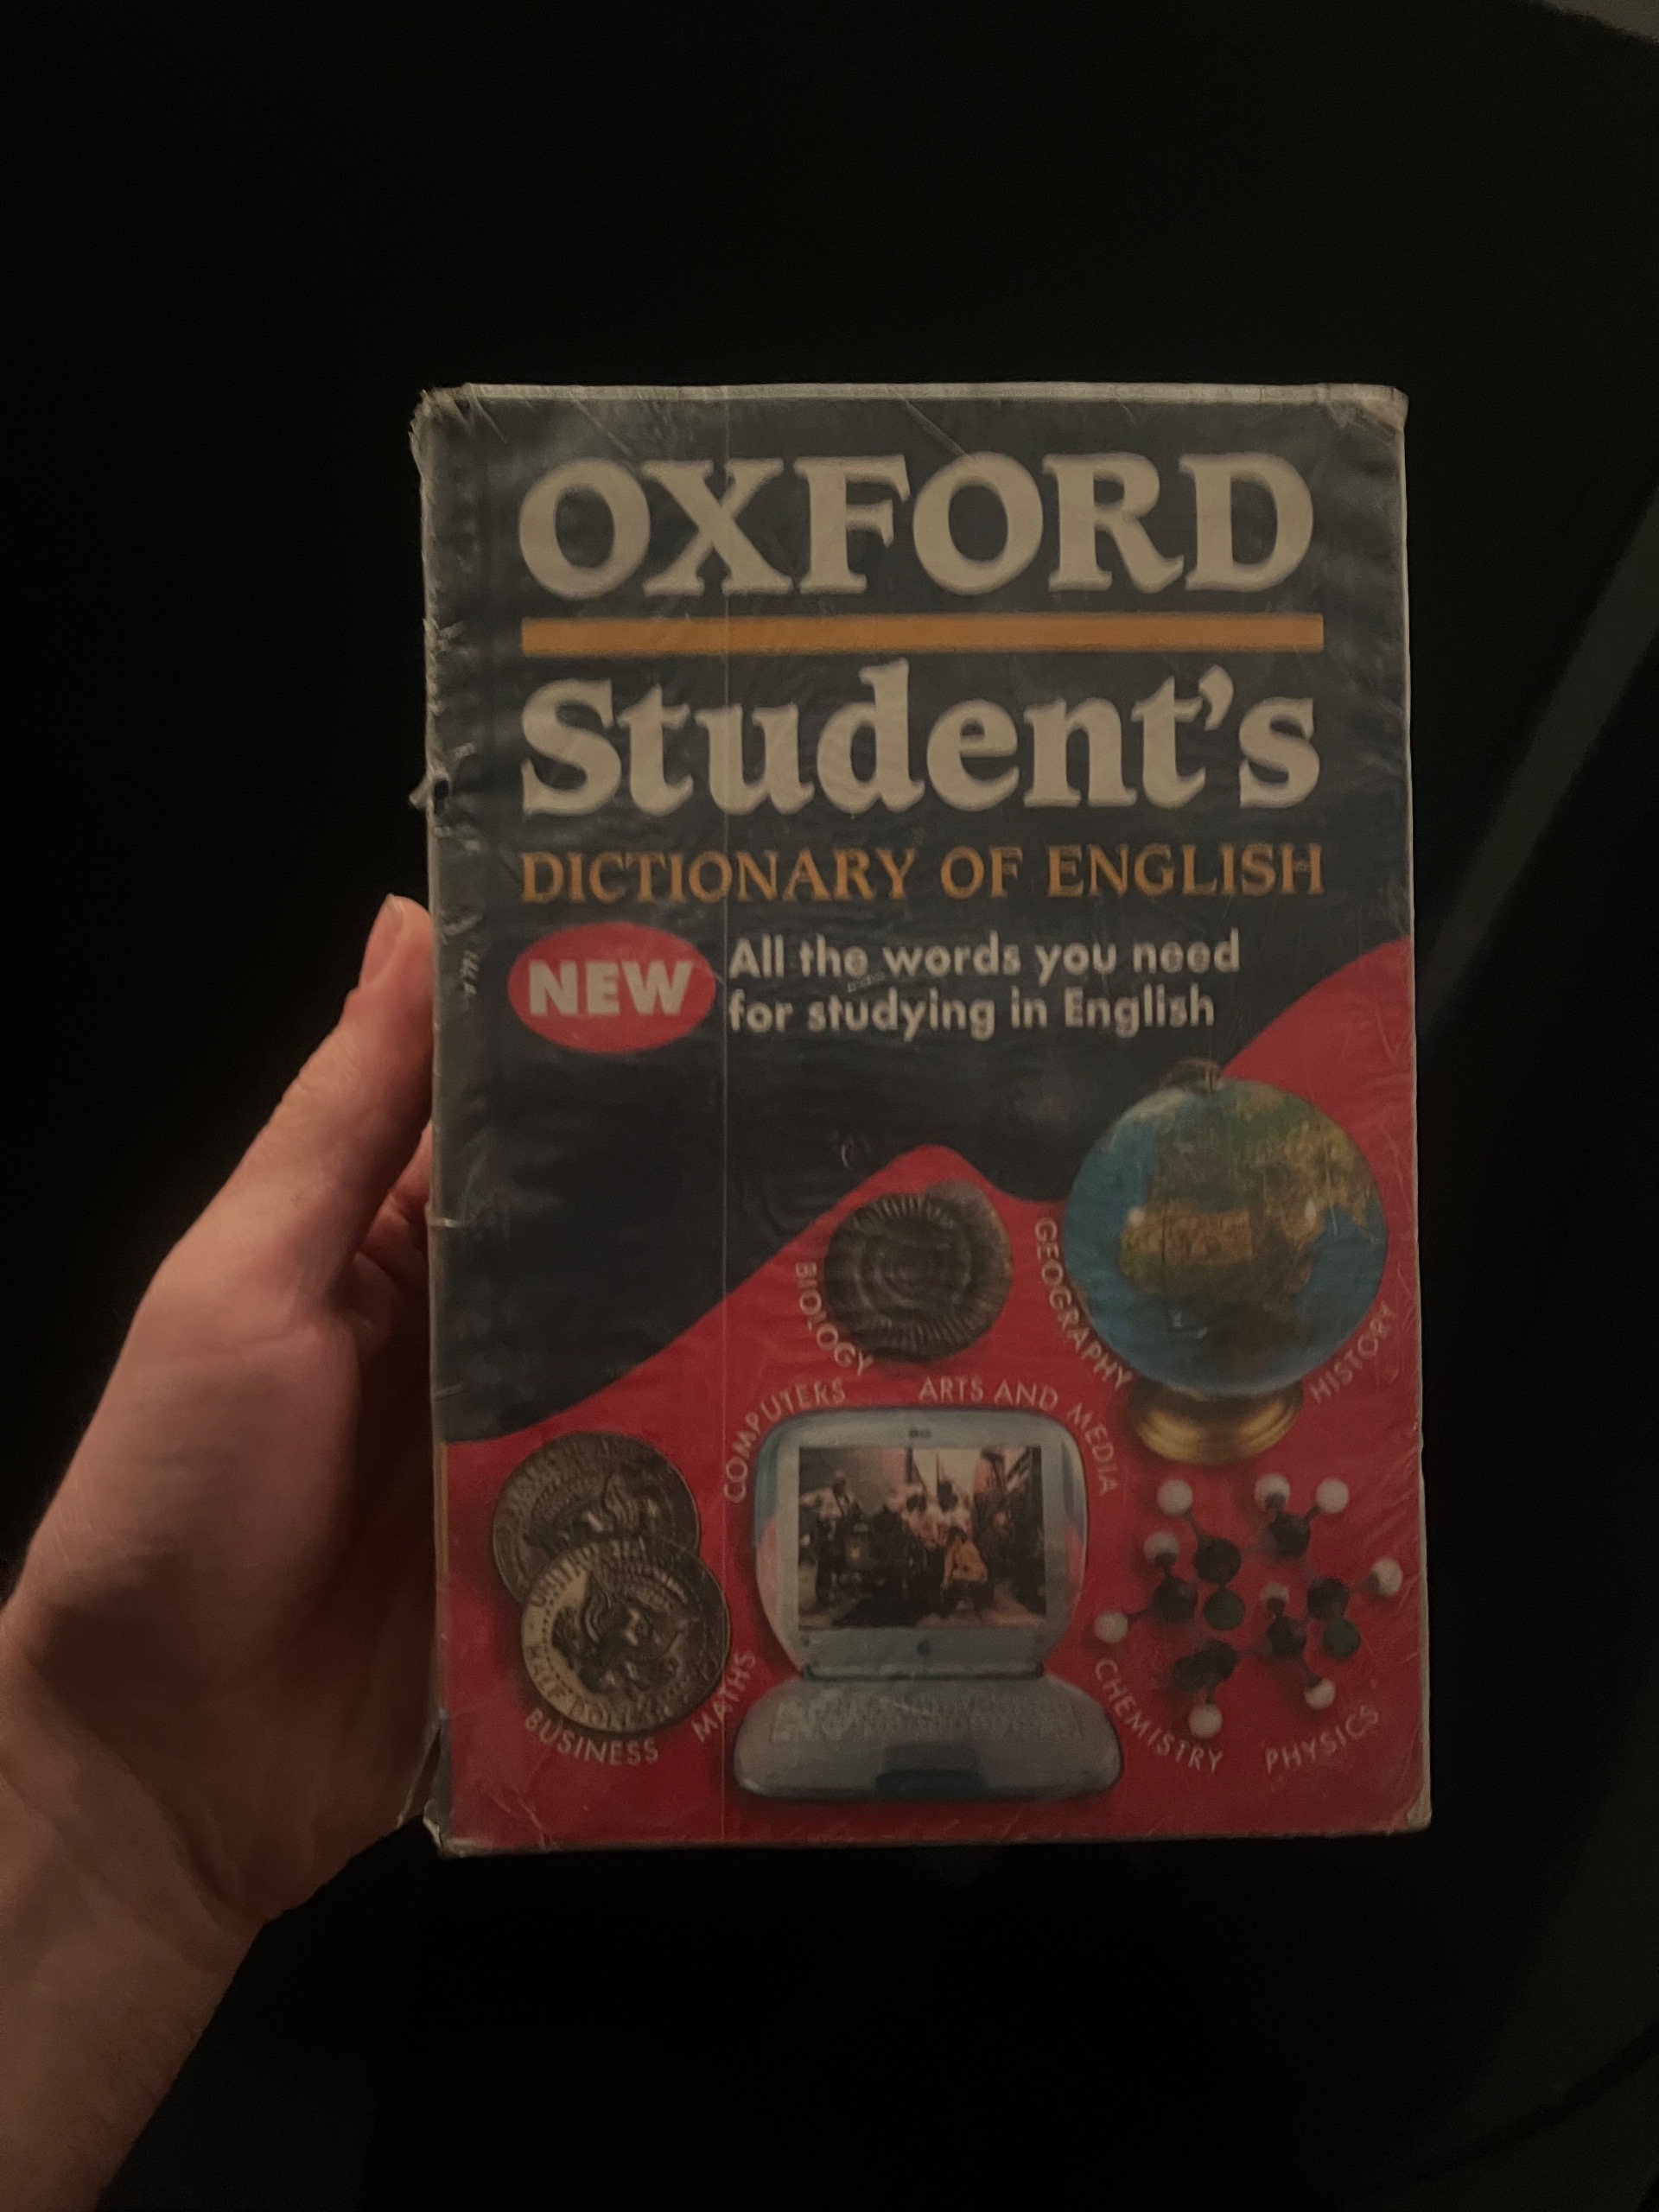 OXFORD
Student's
DICTIONARY OF ENGLISH
NEW
All the words you need
for studying in English
BIOLOGY
GEOGRAPHY
HISTORY
COMPUTERS
ARTS AND MEDIA
MATHS
BUSINESS
CHEMISTRY
PHYSICS